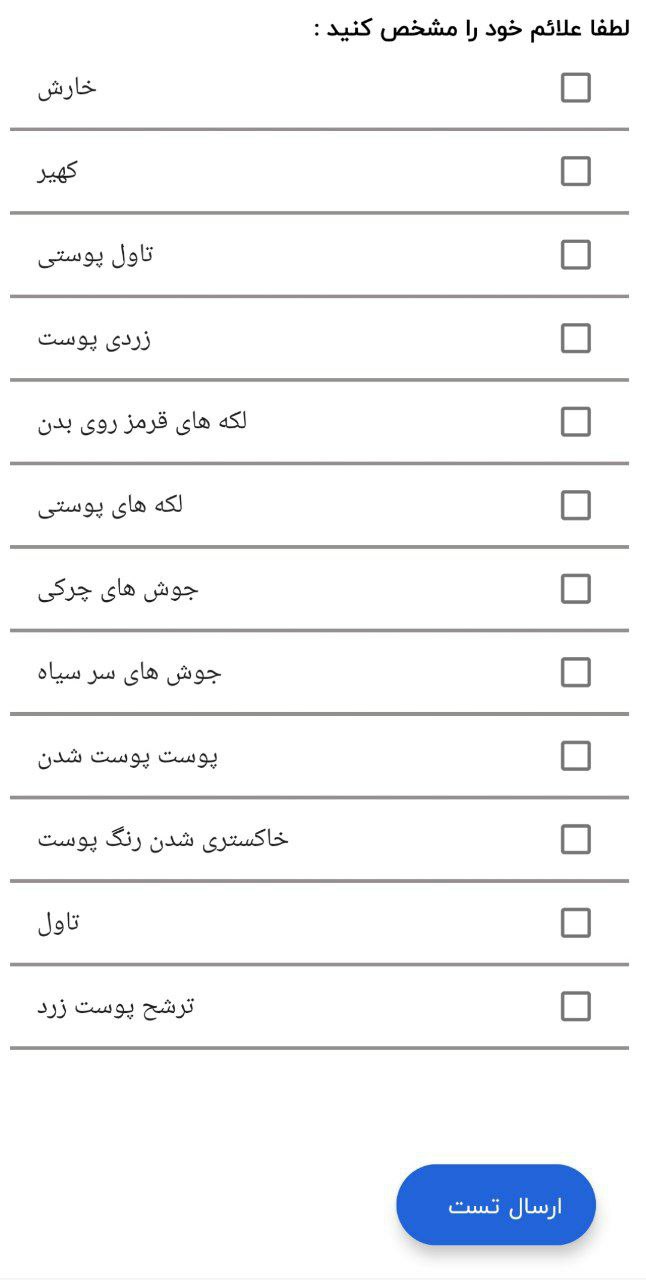 لطفا علائم خود را مشخص کنید :
خارش
کهیر
تاول پوستی
زردی پوست
لکه های قرمز روی بدن
لکه های پوستی
جوش های چرکی
جوش های سر سیاه
پوست پوست شدن
خاکستری شدن رنگ پوست
تاول
ترشح پوست زرد
ارسال تست